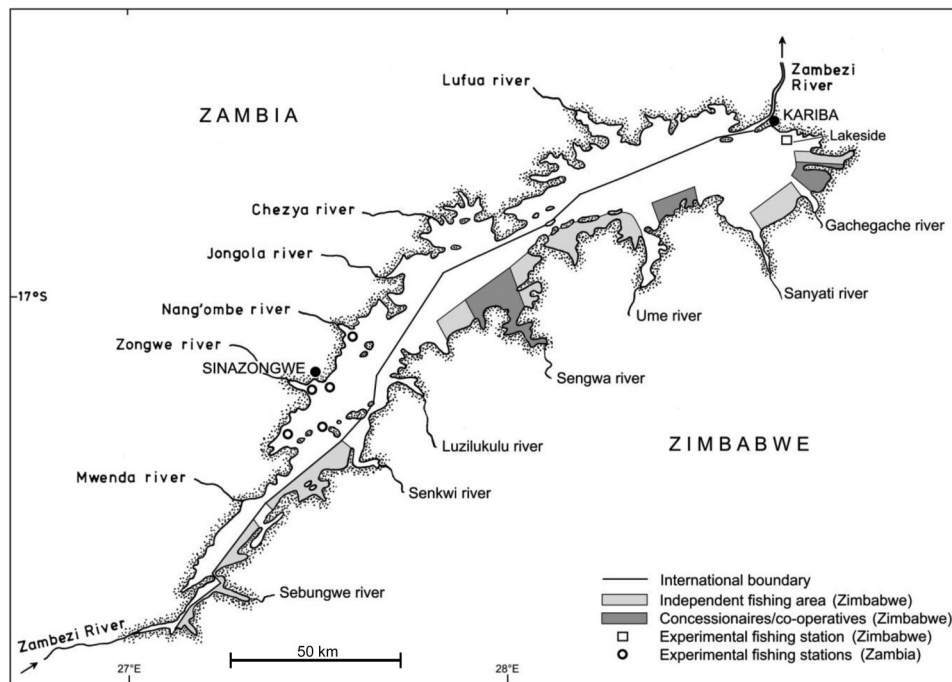 Lufua river
Zambezi
River
ZAMBIA
KARIBA
Lakeside
Chezya river
Gachegache river
Jongola river
Sanyati river
17°S
Nang'ombe river
Ume river
Zongwe river
SINAZONGWE
Sengwa river
Luzilukulu river
ZIMBABWE
Mwenda river
Senkwi river
Sebungwe river
Zambezi River
International boundary
Independent fishing area (Zimbabwe)
Concessionaires/co-operatives (Zimbabwe)
Experimental fishing station (Zimbabwe)
Experimental fishing stations (Zambia)
50 km
27°E
28°E